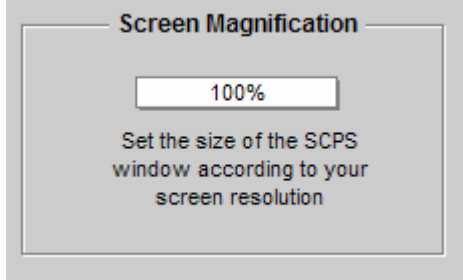 Screen Magnification
100%
Set the size of the SCPS
window according to your
screen resolution